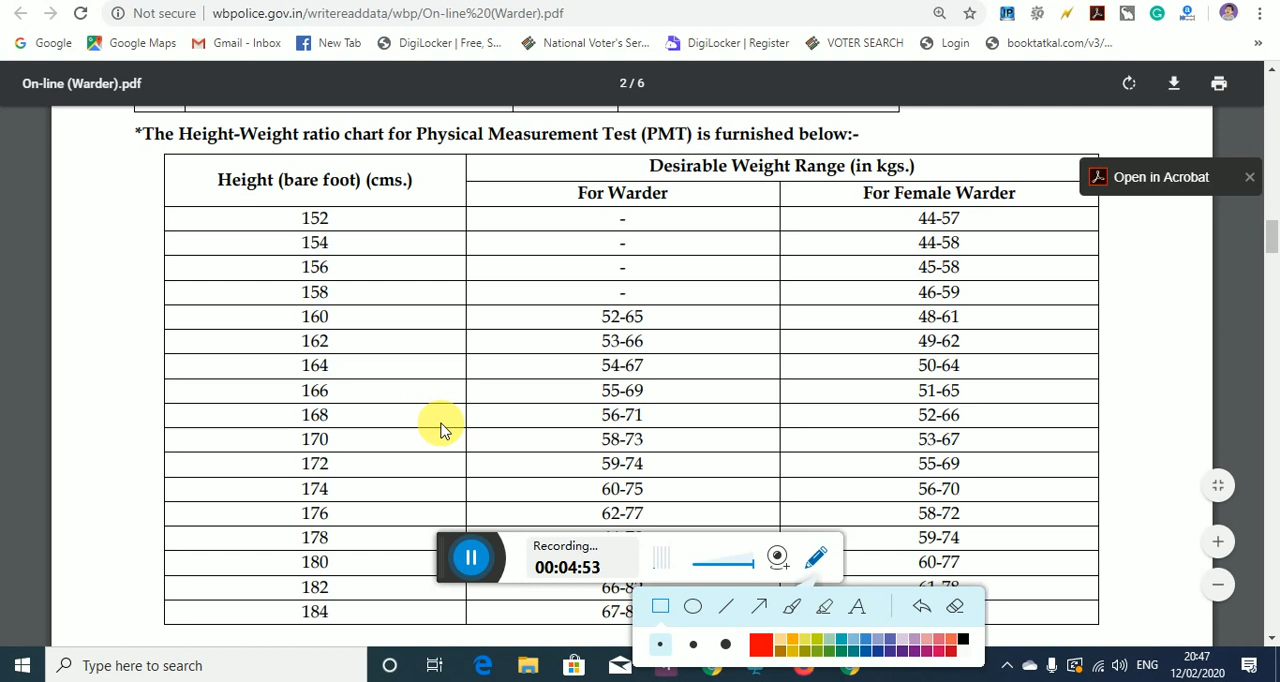 Not secure | wbpolice.gov.in/writereaddata/wbp/On-line%20(Warder).pdf
Google Google Maps Gmail - Inbox New Tab DigiLocker | Free, S... National Voter's Ser... DigiLocker | Register VOTER SEARCH Login booktatkal.com/v3/... »
On-line (Warder).pdf 2 / 6
*The Height-Weight ratio chart for Physical Measurement Test (PMT) is furnished below:-
Height (bare foot) (cms.) Desirable Weight Range (in kgs.)
For Warder For Female Warder
Open in Acrobat
152 - 44-57
154 - 44-58
156 - 45-58
158 - 46-59
160 52-65 48-61
162 53-66 49-62
164 54-67 50-64
166 55-69 51-65
168 56-71 52-66
170 58-73 53-67
172 59-74 55-69
174 60-75 56-70
176 62-77 58-72
178 59-74
180 60-77
182 61-78
184
Recording...
00:04:53
Type here to search
ENG
20:47
12/02/2020